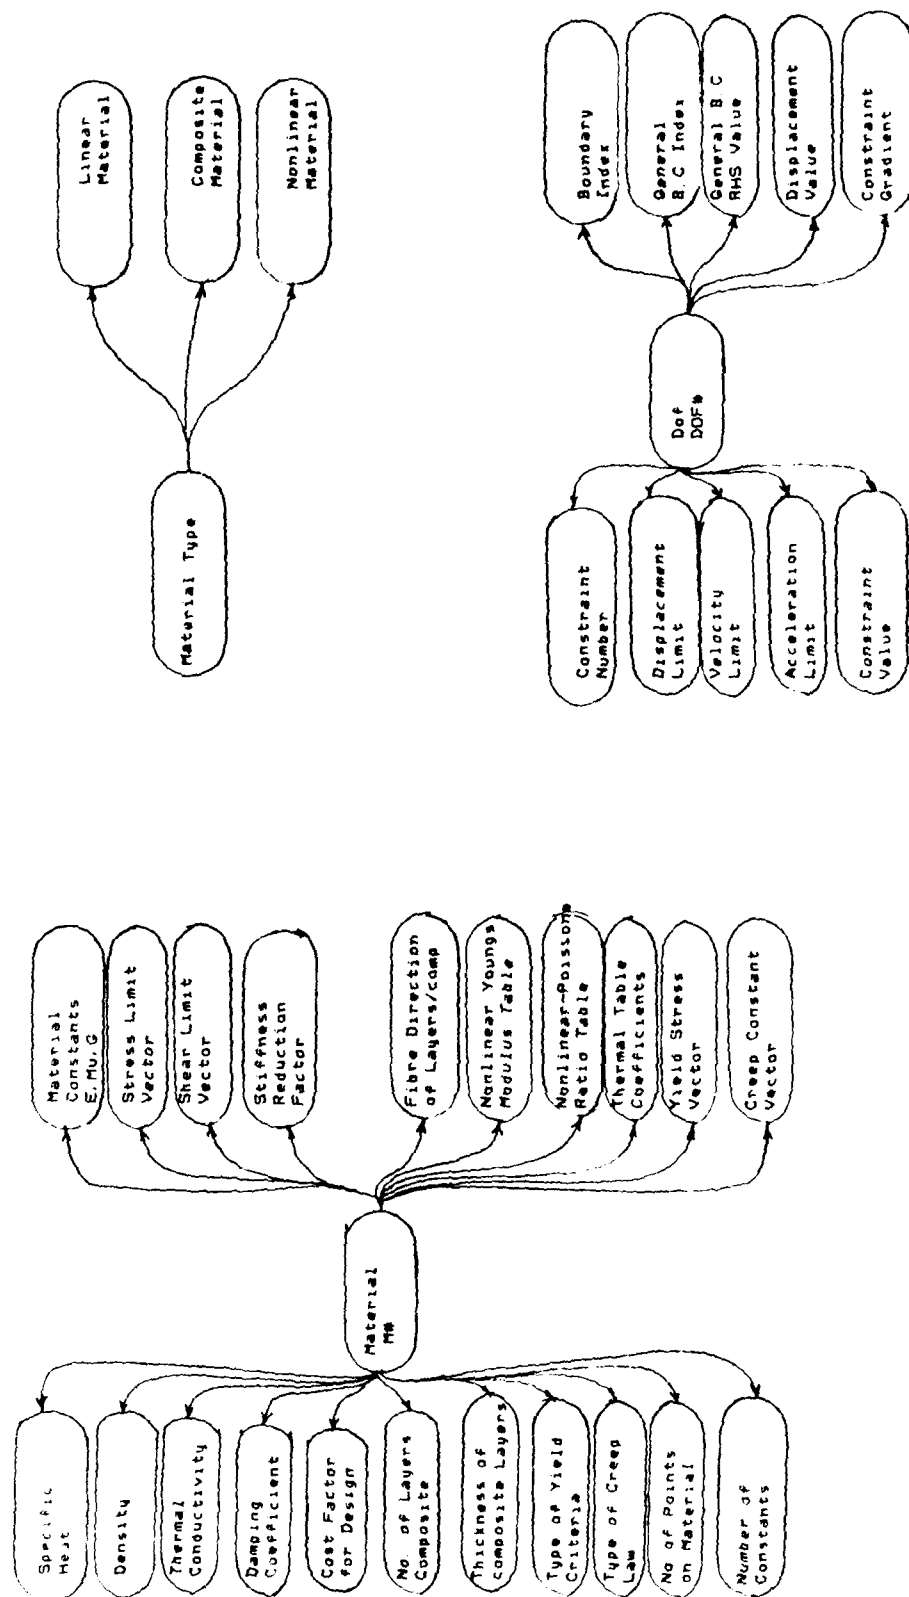 Specific
Heat
Density
Thermal
Conductivity
Damping
Coefficient
Cost Factor
for Design
No. of Layers
Composite
Thickness of
composite Layers
Type of Yield
Criteria
Type of Creep
Law
No of Points
on Material
Number of
Constants
Material
M#
Material
Constants
E, Mu, G
Stress Limit
Vector
Shear Limit
Vector
Stiffness
Reduction
Factor
Fibre Direction
of Layers/comp
Nonlinear Youngs
Modulus Table
Nonlinear-Poissons
Ratio Table
Thermal Table
Coefficients
Yield Stress
Vector
Creep Constant
Vector
Material Type
Linear
Material
Composite
Material
Nonlinear
Material
Constraint
Number
Displacement
Limit
Velocity
Limit
Acceleration
Limit
Constraint
Value
Dof
DOF#
Boundary
Index
General
B.C Index
General B C
RHS Value
Displacement
Value
Constraint
Gradient